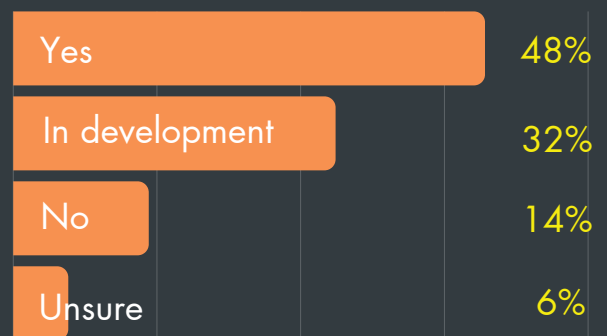 Yes 48%
In development 32%
No 14%
Unsure 6%